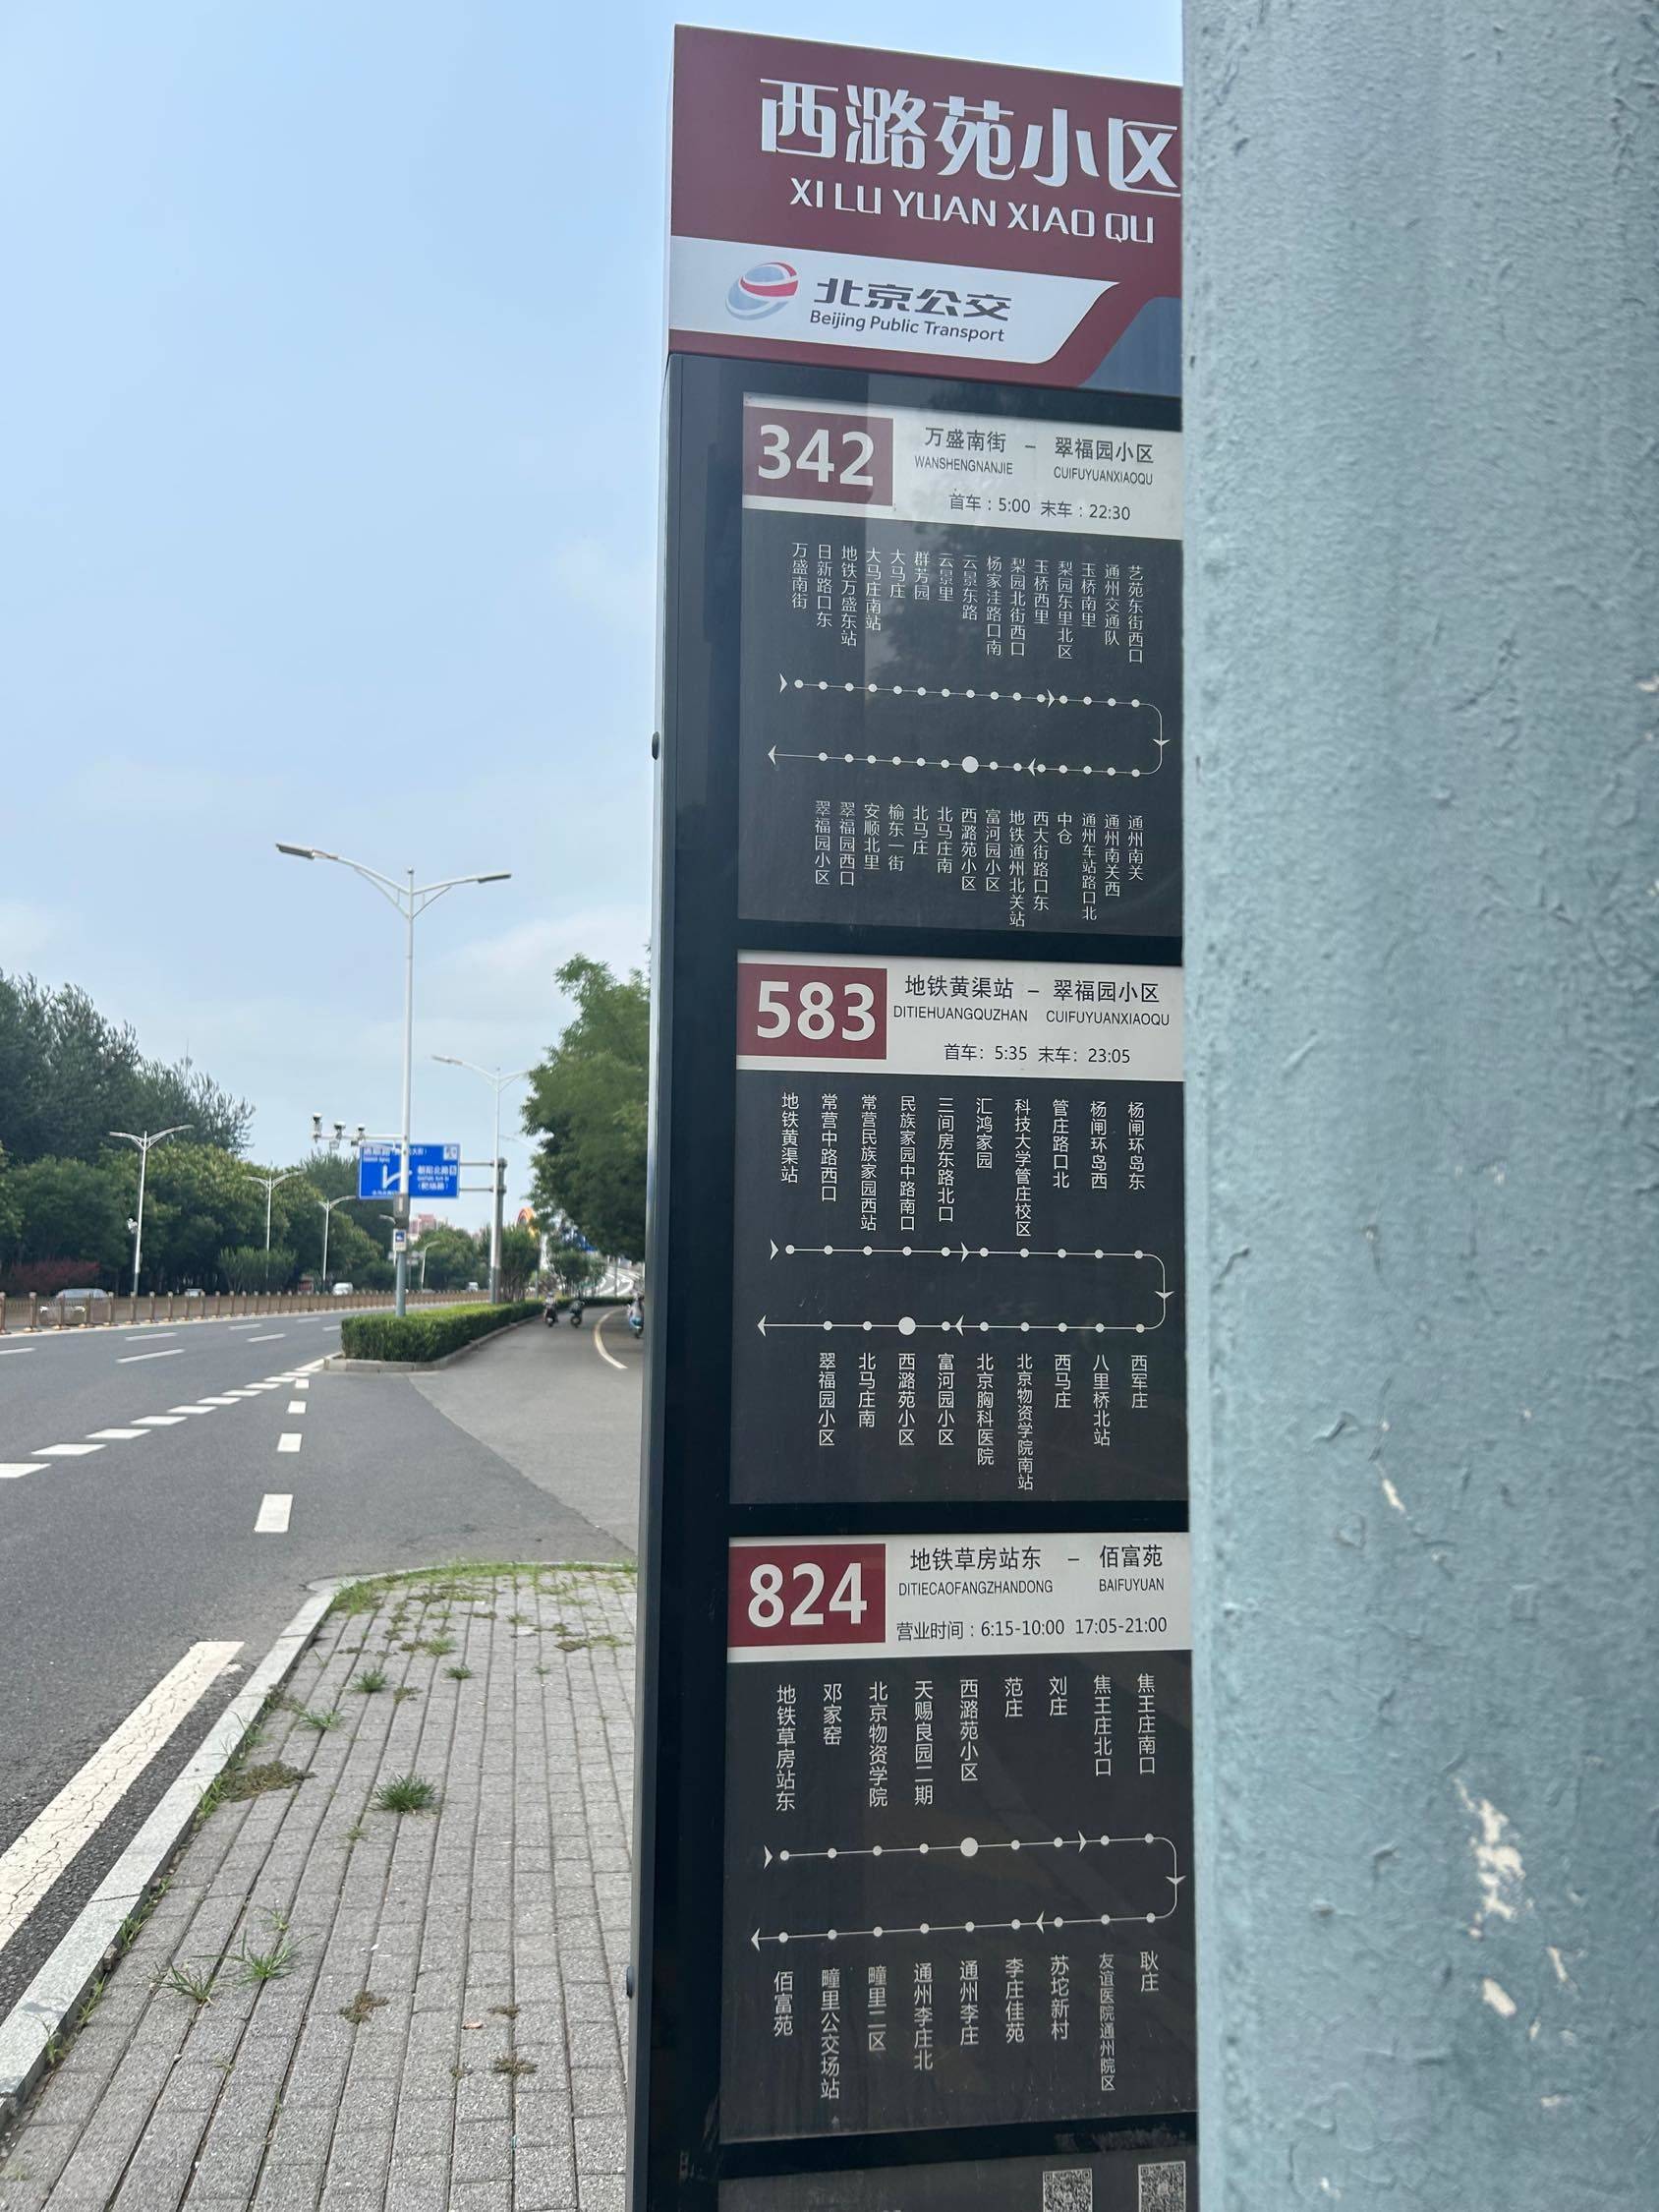 西潞苑小区
XI LU YUAN XIAO QU
北京公交
Beijing Public Transport
342
万盛南街 – 翠福园小区
WANSHENGNANJIE CUIFUYUANXIAOQU
首车：5:00 末车：22:30
万盛南街
日新路口东
地铁万盛东站
大马庄南站
大马庄
群芳园
云景里
云景东路
杨家洼路口南
梨园北街西口
玉桥西里
梨园东里北区
玉桥南里
通州交通队
艺苑东街西口
翠福园小区
翠福园西口
安顺北里
榆东一街
北马庄
北马庄南
西潞苑小区
富河园小区
地铁通州北关站
西大街路口东
中仓
通州车站路口北
通州南关西
通州南关
583
地铁黄渠站 – 翠福园小区
DITIEHUANGQUZHAN CUIFUYUANXIAOQU
首车：5:35 末车：23:05
地铁黄渠站
常营中路西口
常营民族家园西站
民族家园中路南口
三间房东路北口
汇鸿家园
科技大学管庄校区
管庄路口北
杨闸环岛西
杨闸环岛东
翠福园小区
北马庄南
西潞苑小区
富河园小区
北京胸科医院
北京物资学院南站
西马庄
八里桥北站
西军庄
824
地铁草房站东 – 佰富苑
DITIECAOFANGZHANDONG BAIFUYUAN
营业时间：6:15-10:00 17:05-21:00
地铁草房站东
邓家窑
北京物资学院
天赐良园二期
西潞苑小区
范庄
刘庄
焦王庄北口
焦王庄南口
佰富苑
疃里公交场站
疃里二区
通州李庄北
通州李庄
李庄佳苑
苏坨新村
友谊医院通州院区
耿庄